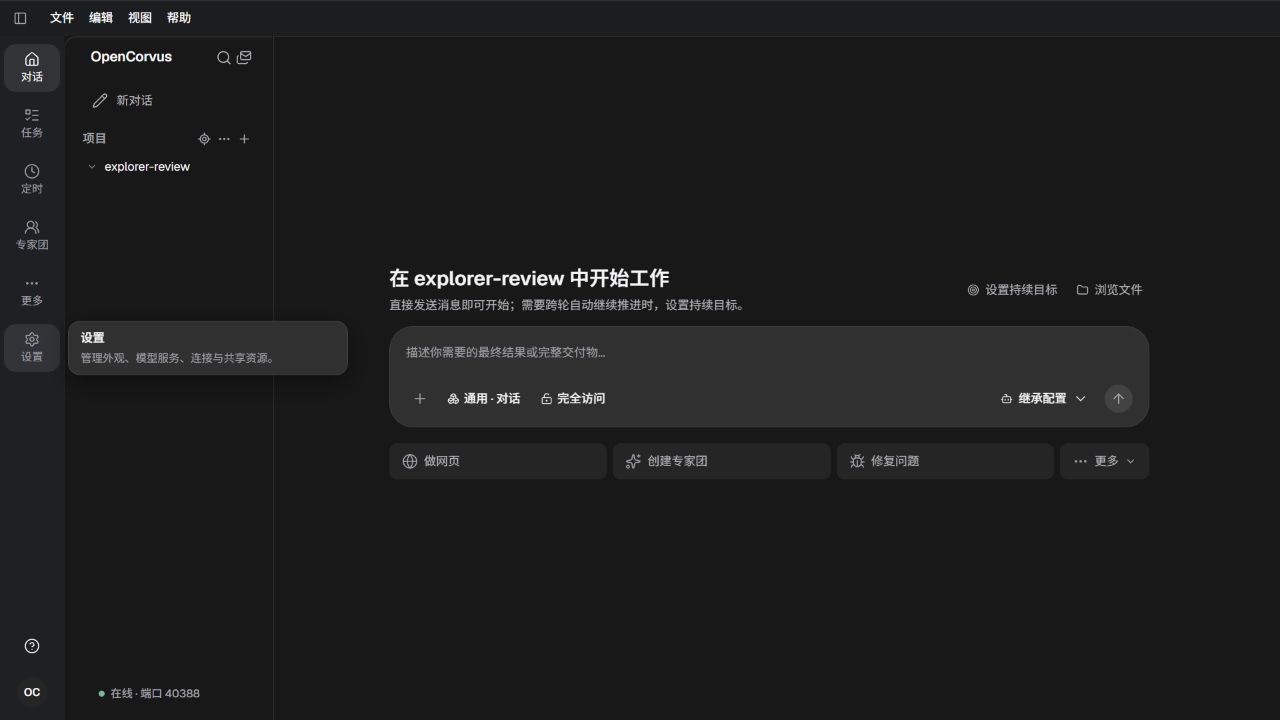 文件 编辑 视图 帮助
对话
任务
定时
专家团
更多
设置
OC
OpenCorvus
新对话
项目
explorer-review
设置
管理外观、模型服务、连接与共享资源。
在线 · 端口 40388
在 explorer-review 中开始工作
直接发送消息即可开始；需要跨轮自动继续推进时，设置持续目标。
设置持续目标 浏览文件
描述你需要的最终结果或完整交付物...
通用 · 对话 完全访问 继承配置
做网页 创建专家团 修复问题 更多